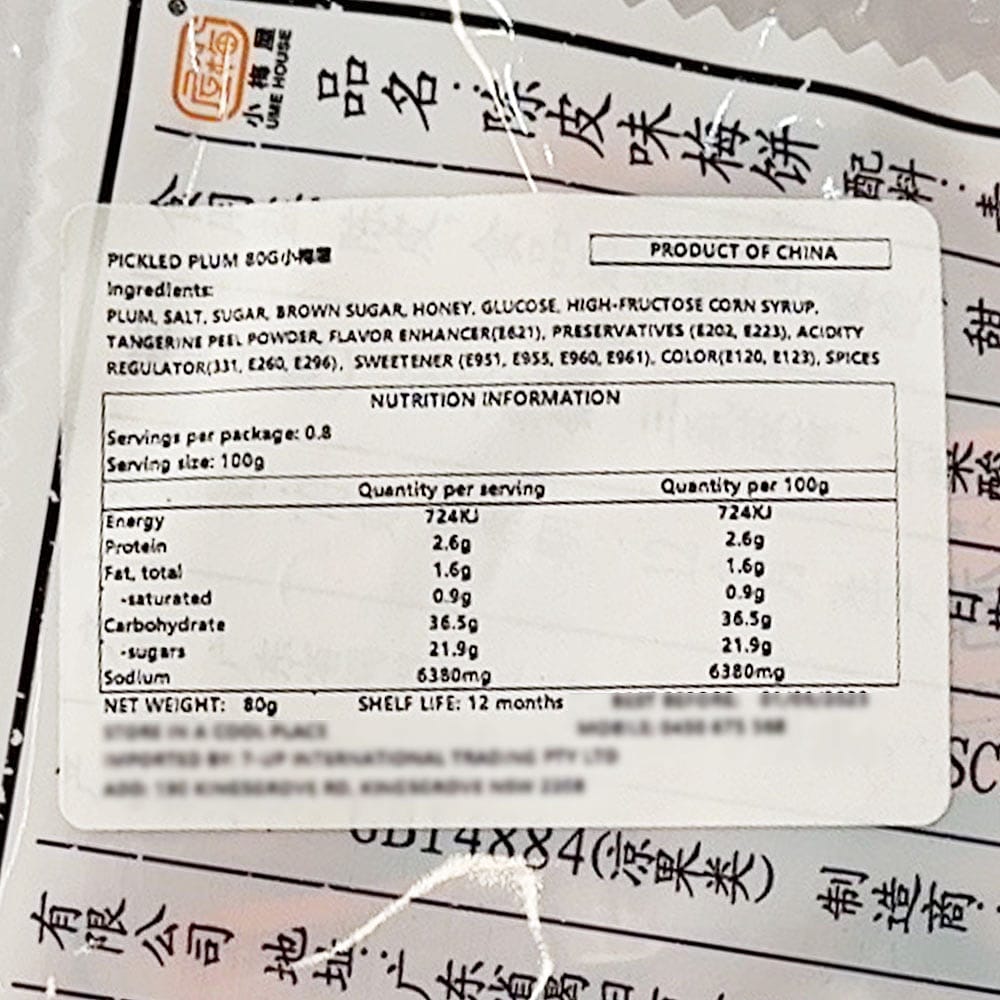 小梅屋
UME HOUSE
品名：陈皮味梅饼 配料：
PICKLED PLUM 80G小梅屋
PRODUCT OF CHINA
Ingredients:
PLUM, SALT, SUGAR, BROWN SUGAR, HONEY, GLUCOSE, HIGH-FRUCTOSE CORN SYRUP,
TANGERINE PEEL POWDER, FLAVOR ENHANCER(E621), PRESERVATIVES (E202, E223), ACIDITY
REGULATOR(331, E260, E296), SWEETENER (E951, E955, E960, E961), COLOR(E120, E123), SPICES
NUTRITION INFORMATION
Servings per package: 0.8
Serving size: 100g
Quantity per serving Quantity per 100g
Energy 724KJ 724KJ
Protein 2.6g 2.6g
Fat, total 1.6g 1.6g
-saturated 0.9g 0.9g
Carbohydrate 36.5g 36.5g
-sugars 21.9g 21.9g
Sodium 6380mg 6380mg
NET WEIGHT: 80g SHELF LIFE: 12 months
甜
SC
GB14884(凉果类) 制造商：
有限公司 地址：广东省